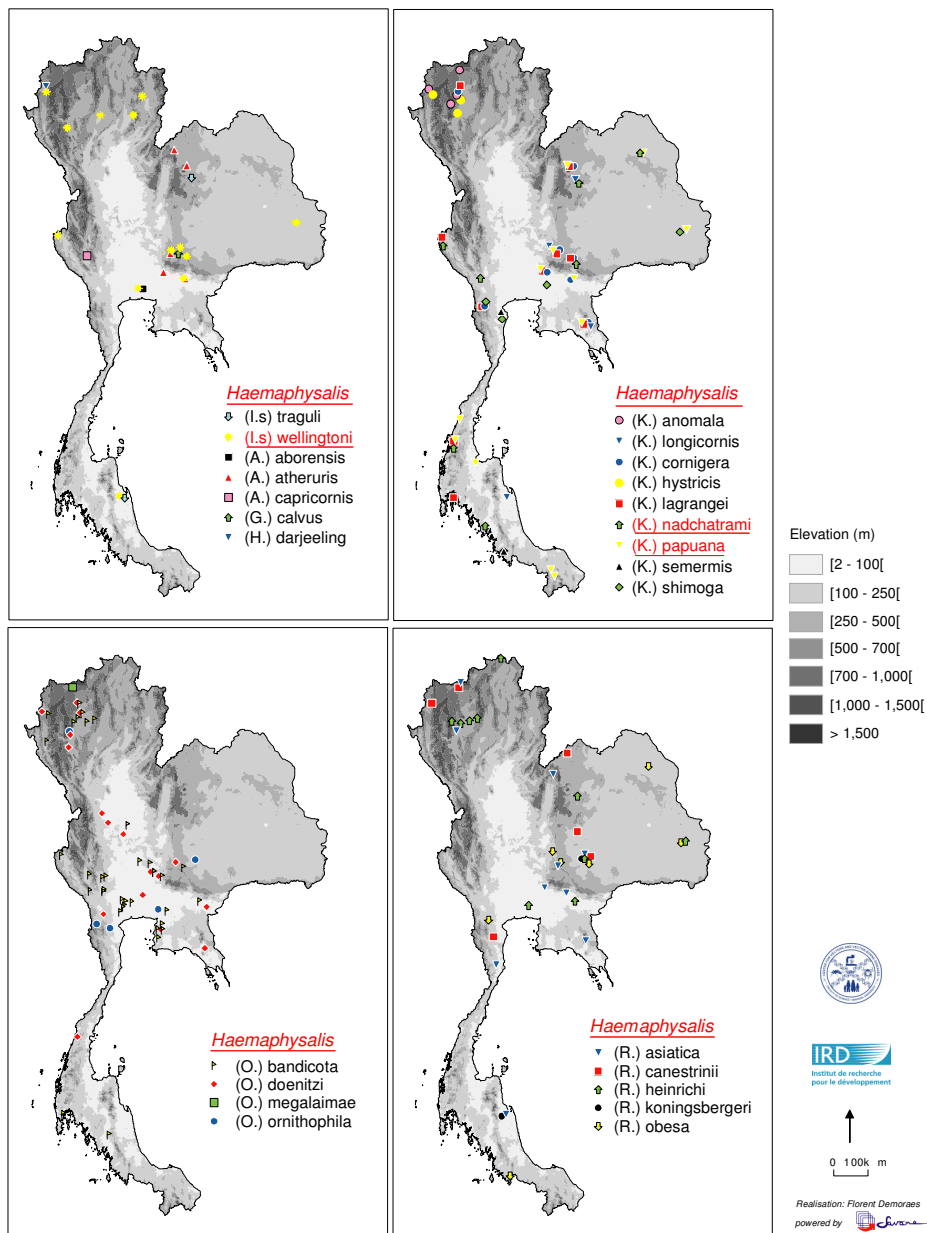 Haemaphysalis
(I.s) traguli
(I.s) wellingtoni
(A.) aborensis
(A.) atheruris
(A.) capricornis
(G.) calvus
(H.) darjeeling
Haemaphysalis
(K.) anomala
(K.) longicornis
(K.) cornigera
(K.) hystricis
(K.) lagrangei
(K.) nadchatrami
(K.) papuana
(K.) semermis
(K.) shimoga
Elevation (m)
[2 - 100[
[100 - 250[
[250 - 500[
[500 - 700[
[700 - 1,000[
[1,000 - 1,500[
> 1,500
Haemaphysalis
(O.) bandicota
(O.) doenitzi
(O.) megalaimae
(O.) ornithophila
Haemaphysalis
(R.) asiatica
(R.) canestrinii
(R.) heinrichi
(R.) koningsbergeri
(R.) obesa
IRD
Institut de recherche
pour le développement
0 100k m
Realisation: Florent Demoraes
powered by Savane